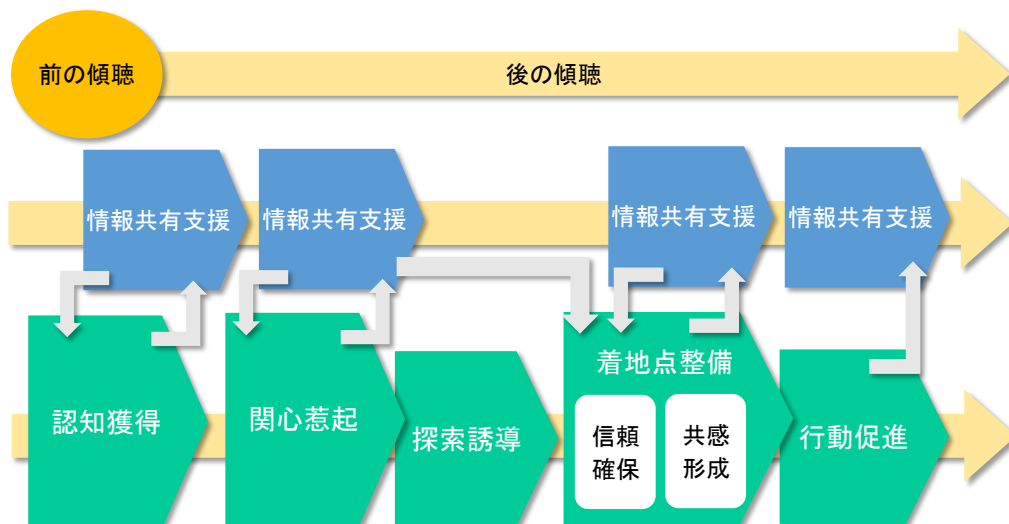 前の傾聴
後の傾聴
情報共有支援
情報共有支援
情報共有支援
情報共有支援
認知獲得
関心惹起
探索誘導
着地点整備
信頼
確保
共感
形成
行動促進